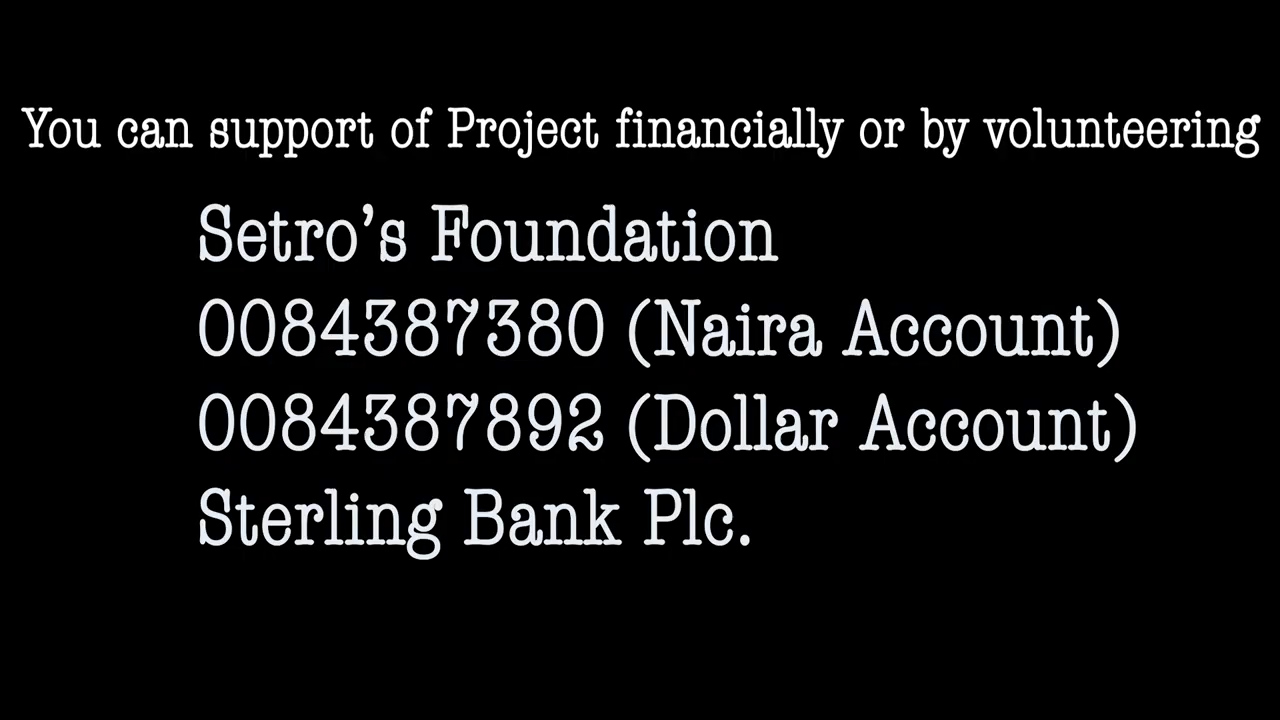 You can support of Project financially or by volunteering
Setro’s Foundation
0084387380 (Naira Account)
0084387892 (Dollar Account)
Sterling Bank Plc.